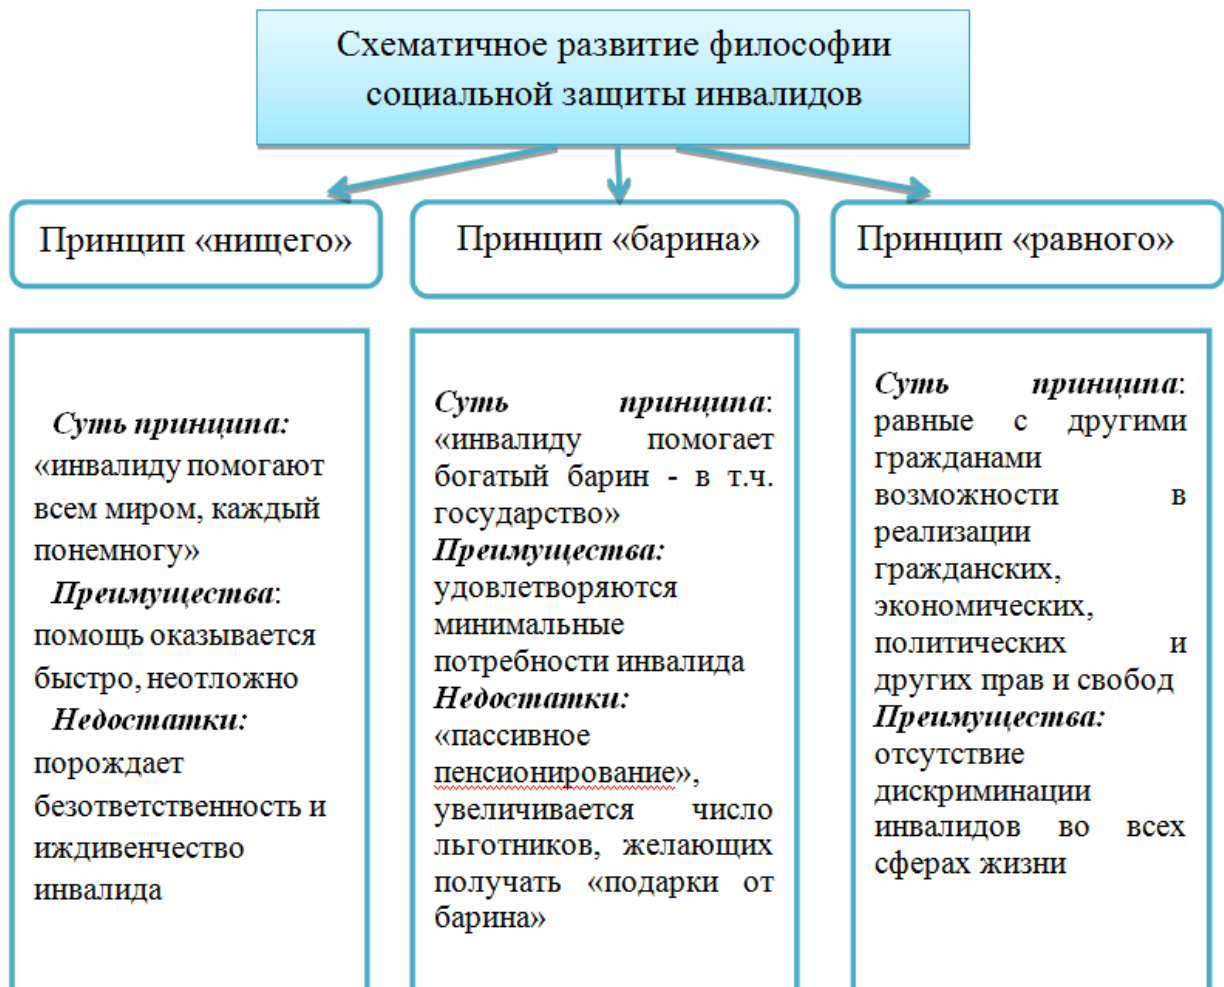 Схематичное развитие философии
социальной защиты инвалидов
Принцип «нищего»
Принцип «барина»
Принцип «равного»
Суть принципа:
«инвалиду помогают
всем миром, каждый
понемногу»
Преимущества:
помощь оказывается
быстро, неотложно
Недостатки:
порождает
безответственность и
иждивенчество
инвалида
Суть принципа:
«инвалиду помогает
богатый барин - в т.ч.
государство»
Преимущества:
удовлетворяются
минимальные
потребности инвалида
Недостатки:
«пассивное
пенсионирование»,
увеличивается число
льготников, желающих
получать «подарки от
барина»
Суть принципа:
равные с другими
гражданами
возможности в
реализации
гражданских,
экономических,
политических и
других прав и свобод
Преимущества:
отсутствие
дискриминации
инвалидов во всех
сферах жизни